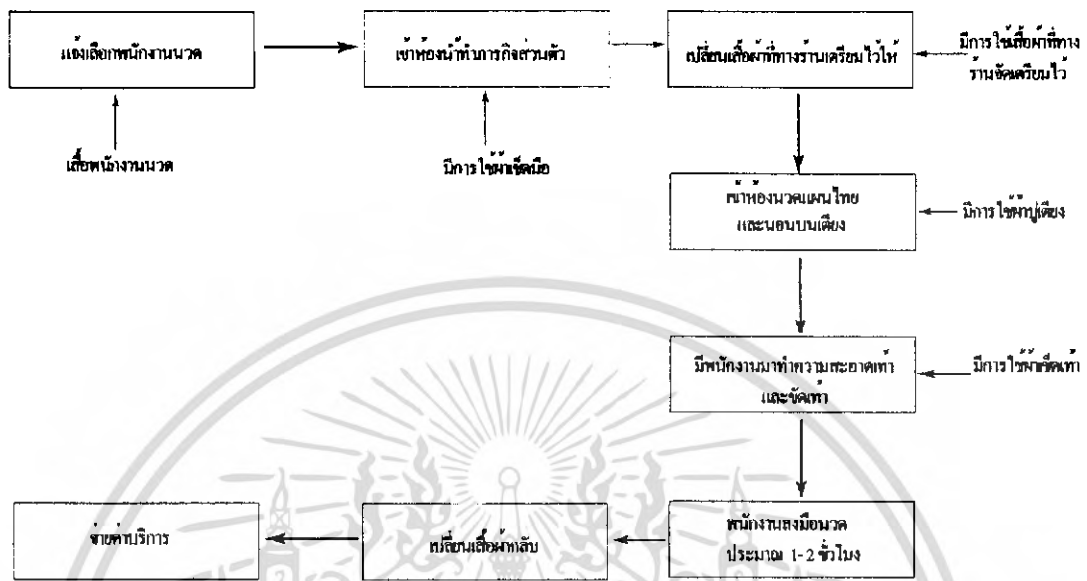 แจ้งเลือกพนักงานนวด
เข้าห้องน้ำทำภารกิจส่วนตัว
เปลี่ยนเสื้อผ้าที่ทางร้านเตรียมไว้ให้
มีการใช้เสื้อผ้าที่ทาง
ร้านจัดเตรียมไว้
เสื้อพนักงานนวด
มีการใช้ผ้าเช็ดมือ
เข้าห้องนวดแผนไทย
และนอนบนเตียง
มีการใช้ผ้าปูเตียง
มีพนักงานมาทำความสะอาดเท้า
และขัดเท้า
มีการใช้ผ้าเช็ดเท้า
พนักงานลงมือนวด
ประมาณ 1-2 ชั่วโมง
เปลี่ยนเสื้อผ้ากลับ
จ่ายค่าบริการ